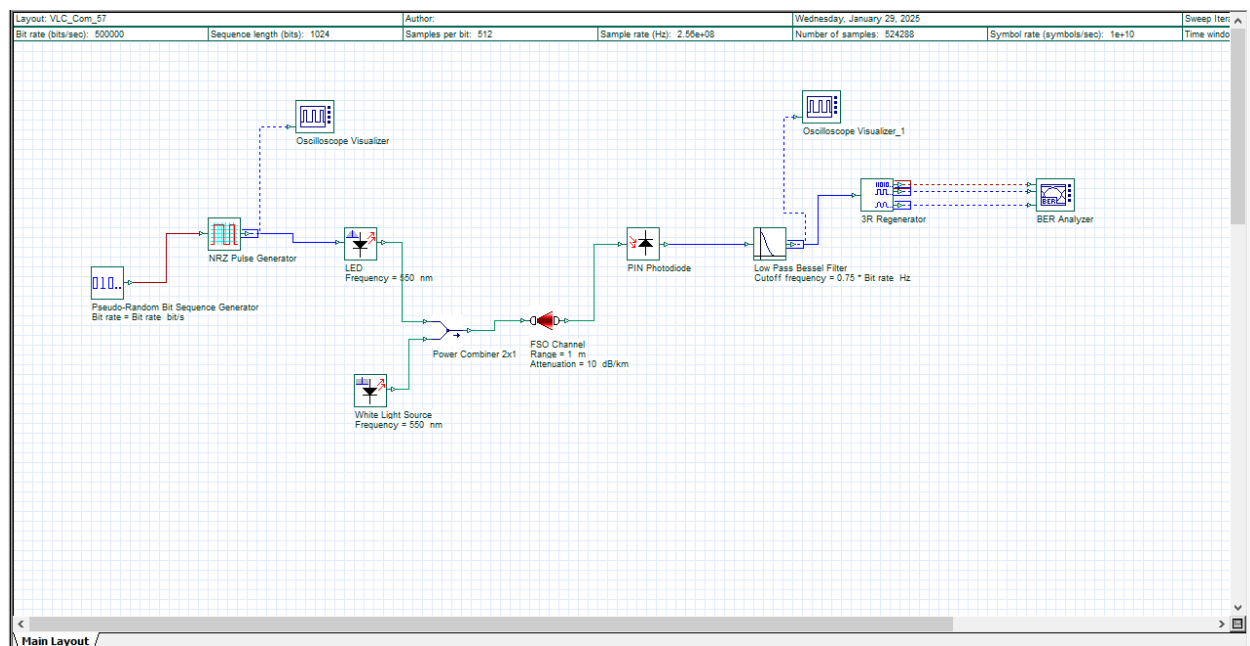 Layout: VLC_Com_57
Author:
Wednesday, January 29, 2025
Sweep Itera
Bit rate (bits/sec): 500000
Sequence length (bits): 1024
Samples per bit: 512
Sample rate (Hz): 2.56e+08
Number of samples: 524288
Symbol rate (symbols/sec): 1e+10
Time windo
Oscilloscope Visualizer
Oscilloscope Visualizer_1
3R Regenerator
BER
BER Analyzer
NRZ Pulse Generator
LED
Frequency = 550 nm
PIN Photodiode
Low Pass Bessel Filter
Cutoff frequency = 0.75 * Bit rate Hz
010..
Pseudo-Random Bit Sequence Generator
Bit rate = Bit rate bit/s
Power Combiner 2x1
FSO Channel
Range = 1 m
Attenuation = 10 dB/km
White Light Source
Frequency = 550 nm
Main Layout